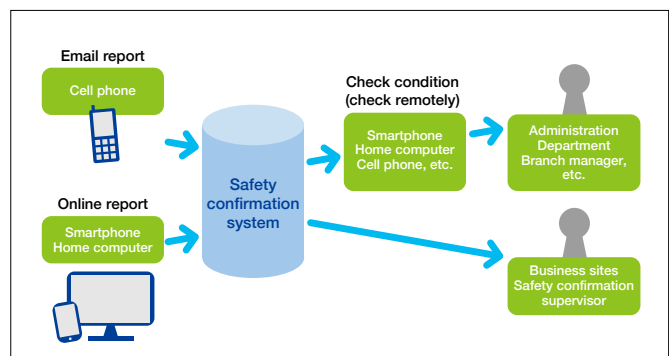 Email report
Cell phone
Online report
Smartphone
Home computer
Safety
confirmation
system
Check condition
(check remotely)
Smartphone
Home computer
Cell phone, etc.
Administration
Department
Branch manager,
etc.
Business sites
Safety confirmation
supervisor